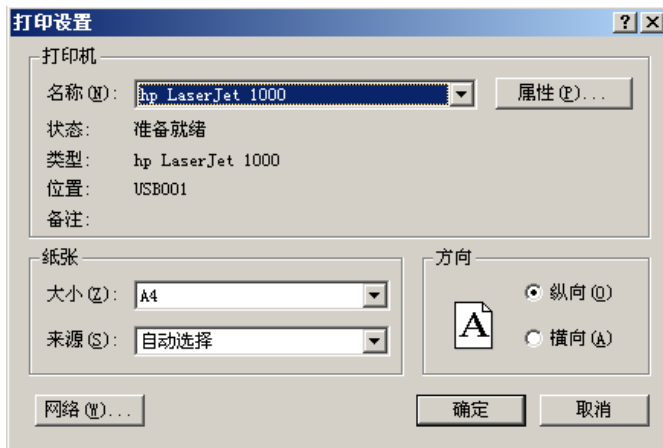 打印设置
打印机
名称(N): hp LaserJet 1000 属性(P)...
状态: 准备就绪
类型: hp LaserJet 1000
位置: USB001
备注:
纸张
大小(Z): A4
来源(S): 自动选择
方向
A
纵向(O)
横向(A)
网络(W)... 确定 取消